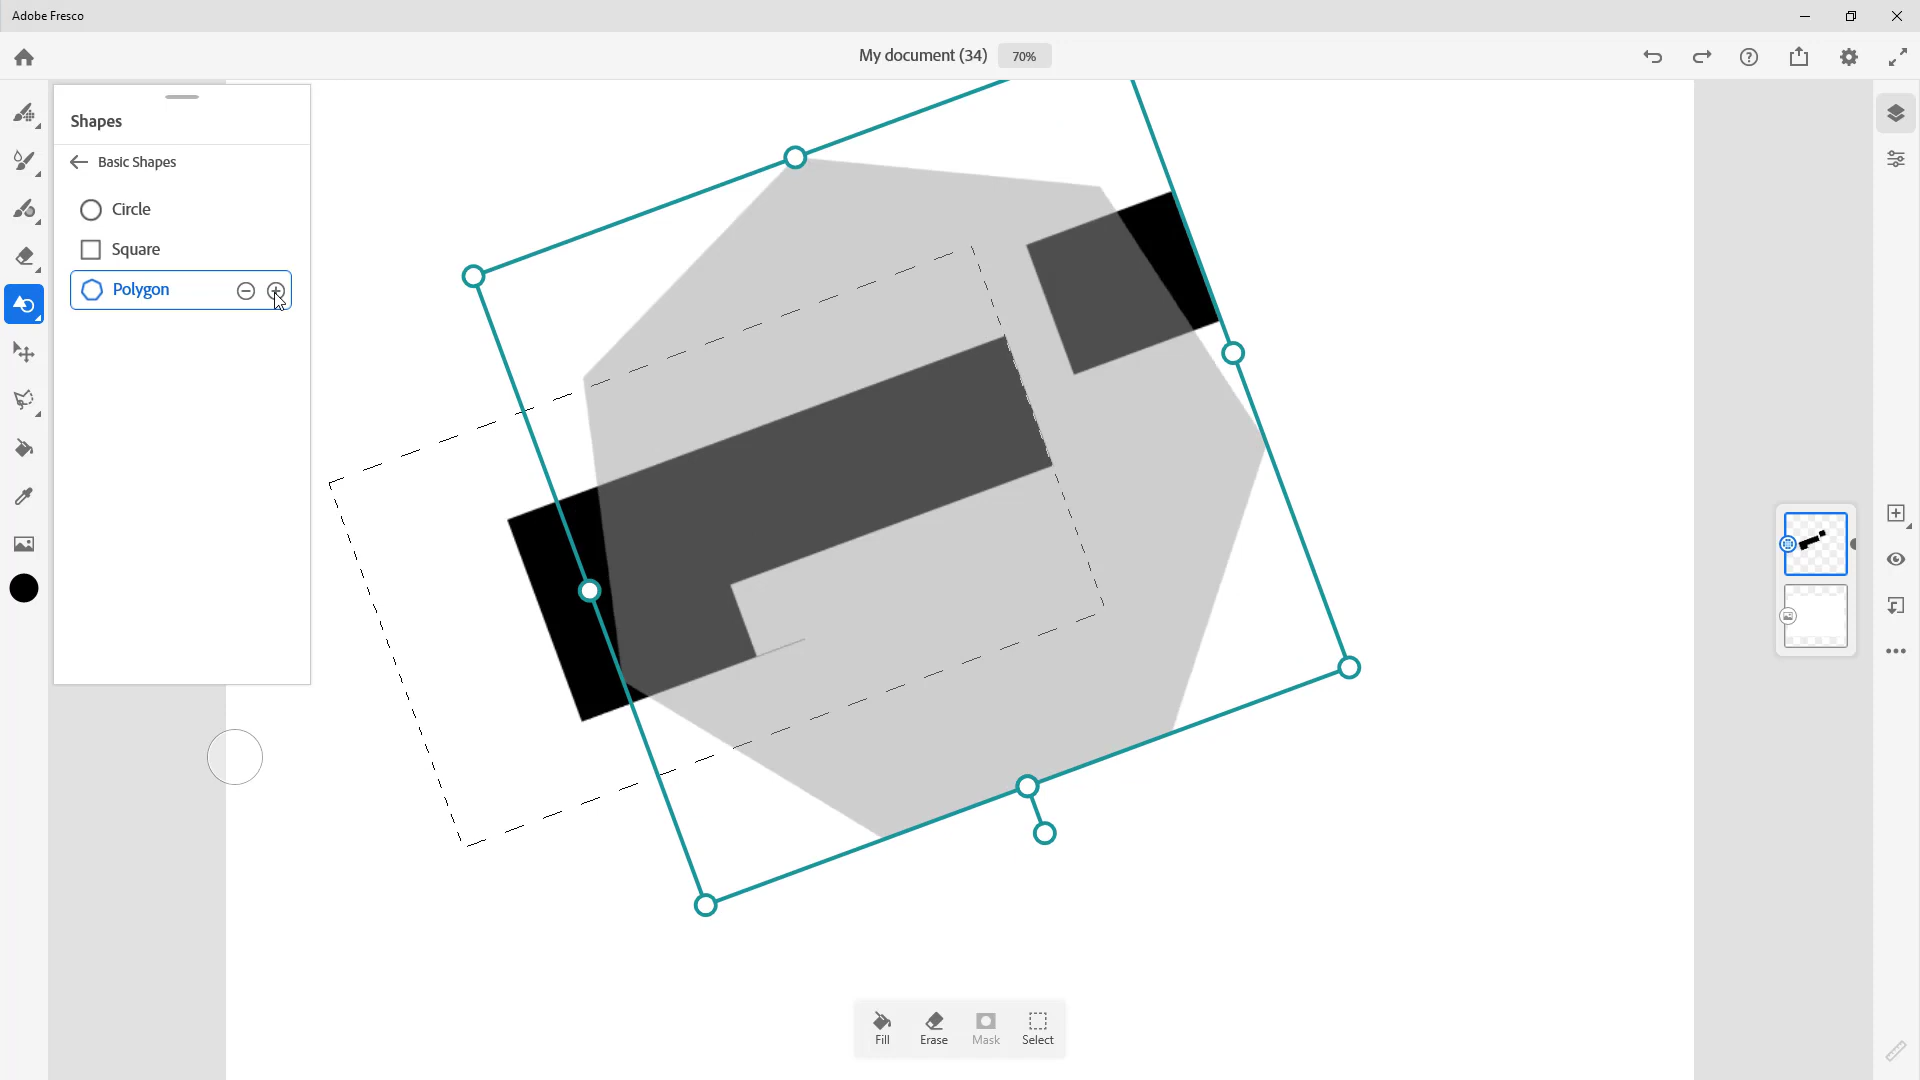 Adobe Fresco
My document (34) 70%
Shapes
Basic Shapes
Circle
Square
Polygon
Fill Erase Mask Select